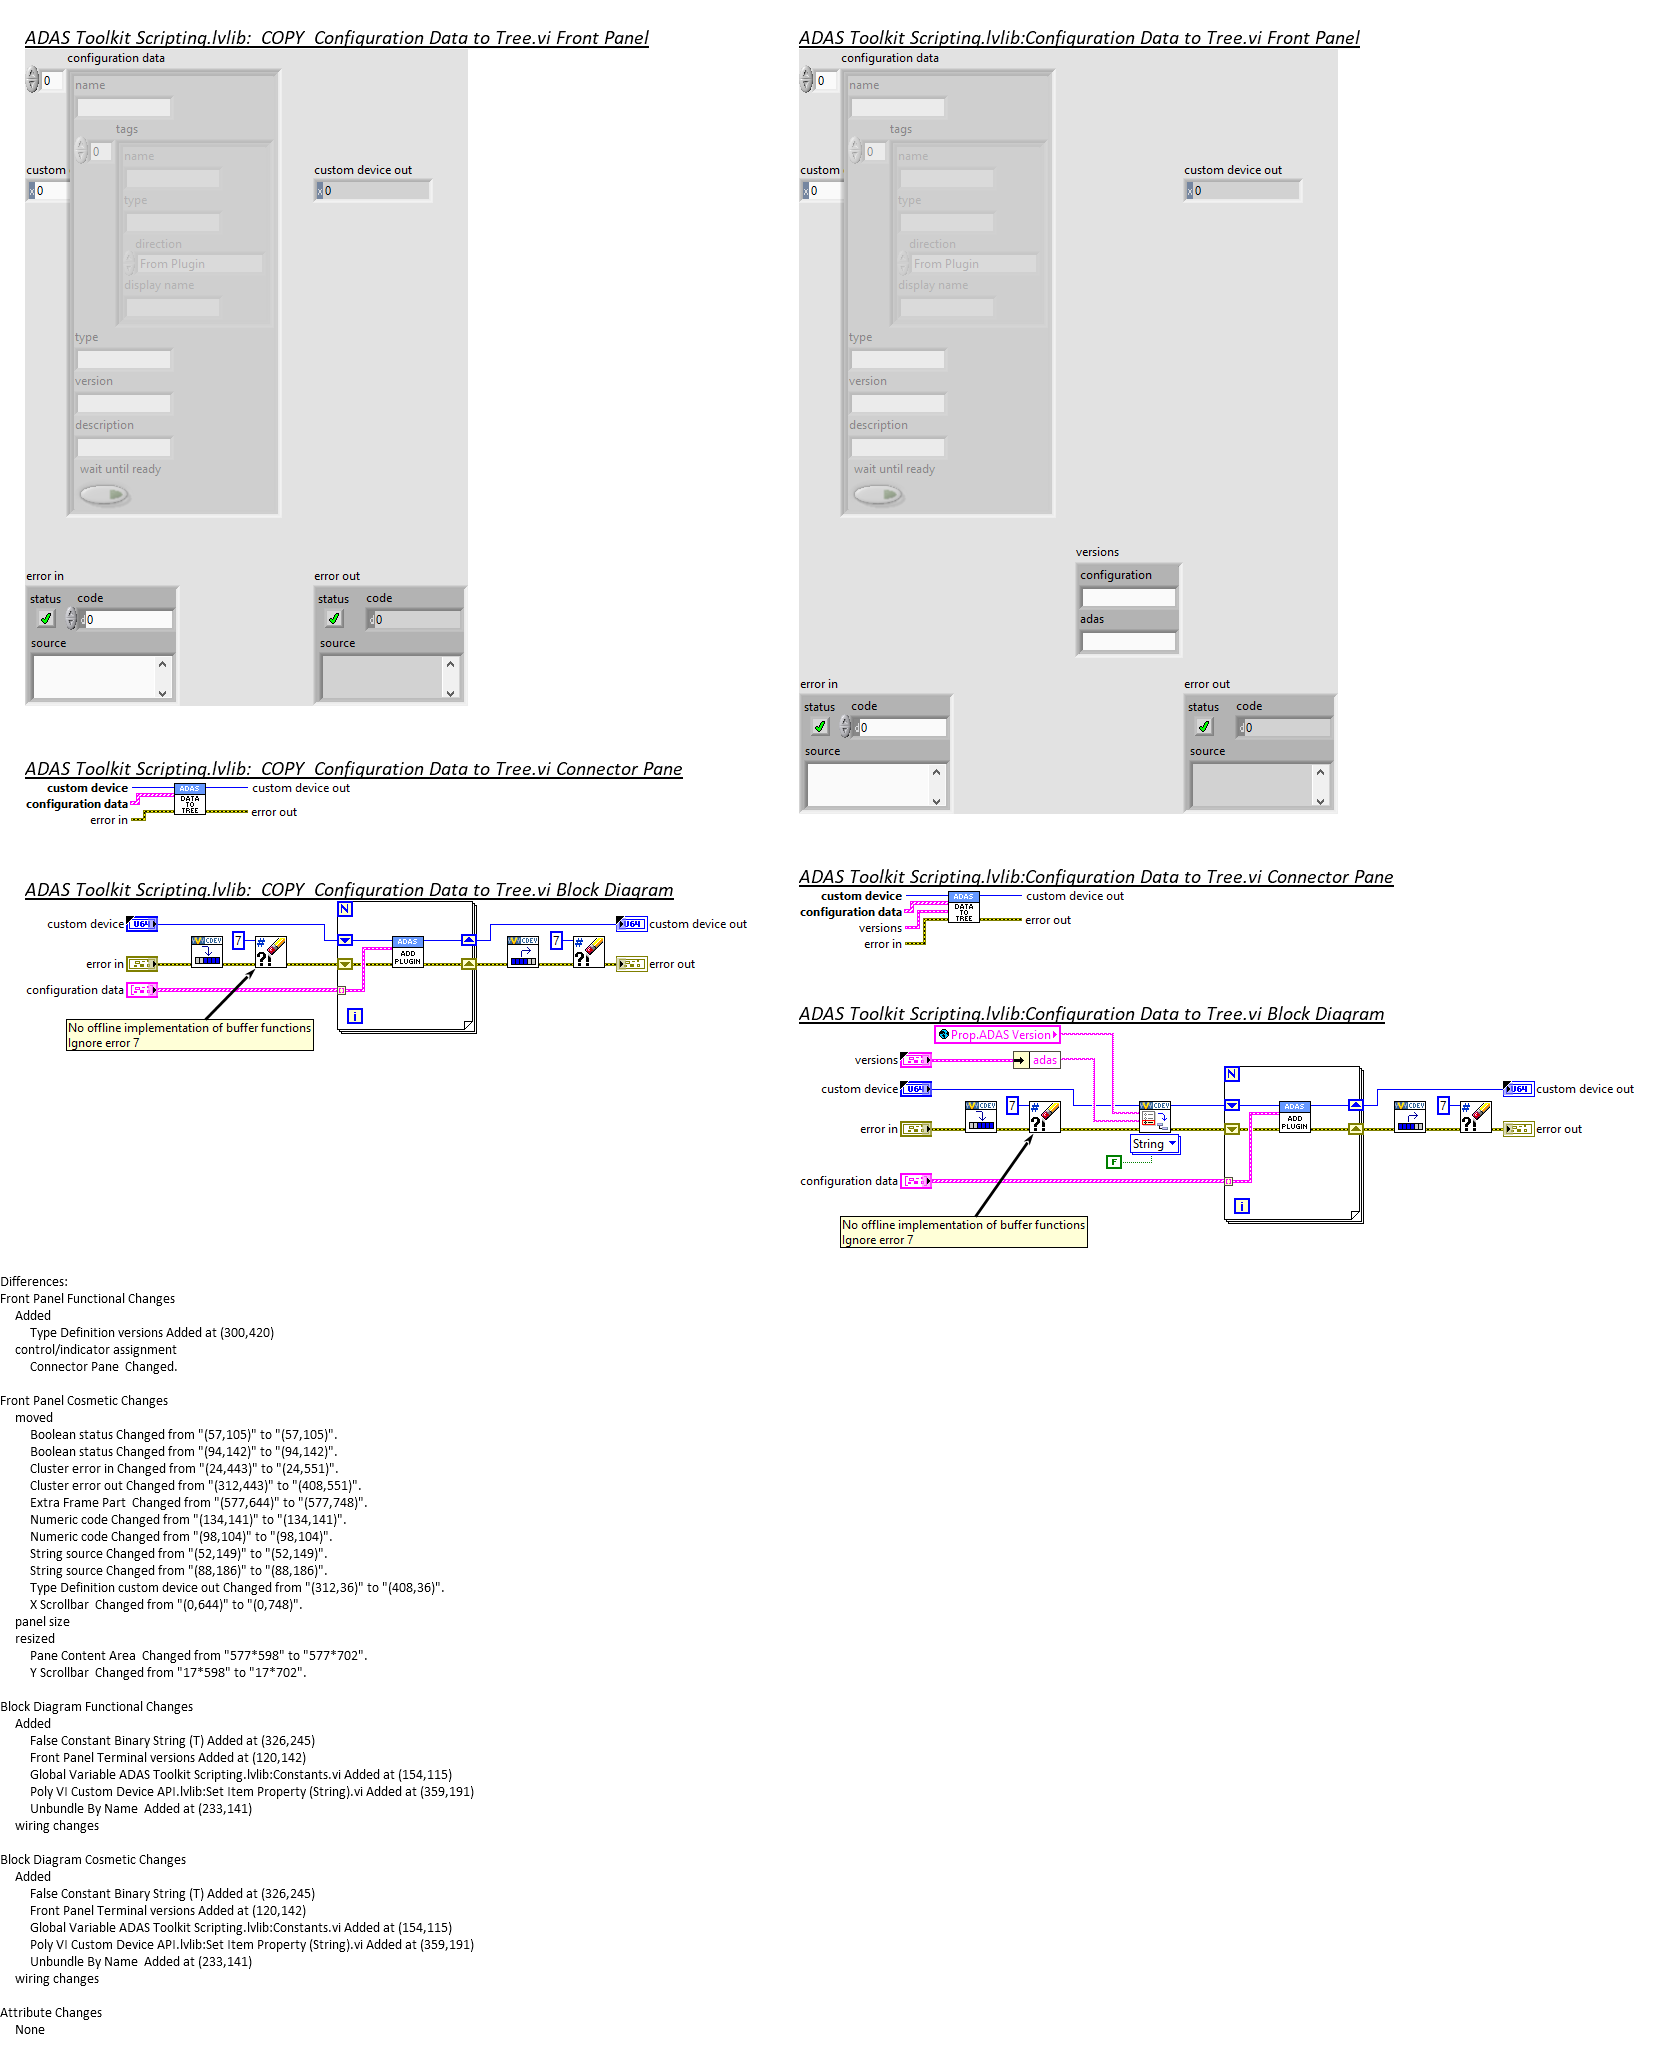 ADAS Toolkit Scripting.lvlib:  COPY  Configuration Data to Tree.vi Front Panel
configuration data
0
name
tags
0
name
custom
x 0
type
direction
From Plugin
display name
type
version
description
wait until ready
custom device out
x 0
error in
status code
d 0
source
error out
status code
d 0
source
ADAS Toolkit Scripting.lvlib:  COPY  Configuration Data to Tree.vi Connector Pane
custom device
configuration data
error in
ADAS
DATA
TO
TREE
custom device out
error out
ADAS Toolkit Scripting.lvlib:  COPY  Configuration Data to Tree.vi Block Diagram
N
custom device U64
U64 custom device out
CDEV
7
#
?!
ADAS
ADD
PLUGIN
CDEV
7
#
?!
error in
error out
configuration data
i
No offline implementation of buffer functions
Ignore error 7
ADAS Toolkit Scripting.lvlib:Configuration Data to Tree.vi Front Panel
configuration data
0
name
tags
0
name
custom
x 0
type
direction
From Plugin
display name
type
version
description
wait until ready
custom device out
x 0
versions
configuration
adas
error in
status code
d 0
source
error out
status code
d 0
source
ADAS Toolkit Scripting.lvlib:Configuration Data to Tree.vi Connector Pane
custom device
configuration data
versions
error in
ADAS
DATA
TO
TREE
custom device out
error out
ADAS Toolkit Scripting.lvlib:Configuration Data to Tree.vi Block Diagram
Prop.ADAS Version
versions
adas
N
custom device U64
U64 custom device out
CDEV
7
#
?!
CDEV
ADAS
ADD
PLUGIN
CDEV
7
#
?!
error in
error out
String
F
configuration data
i
No offline implementation of buffer functions
Ignore error 7
Differences:
Front Panel Functional Changes
Added
Type Definition versions Added at (300,420)
control/indicator assignment
Connector Pane  Changed.
Front Panel Cosmetic Changes
moved
Boolean status Changed from "(57,105)" to "(57,105)".
Boolean status Changed from "(94,142)" to "(94,142)".
Cluster error in Changed from "(24,443)" to "(24,551)".
Cluster error out Changed from "(312,443)" to "(408,551)".
Extra Frame Part  Changed from "(577,644)" to "(577,748)".
Numeric code Changed from "(134,141)" to "(134,141)".
Numeric code Changed from "(98,104)" to "(98,104)".
String source Changed from "(52,149)" to "(52,149)".
String source Changed from "(88,186)" to "(88,186)".
Type Definition custom device out Changed from "(312,36)" to "(408,36)".
X Scrollbar  Changed from "(0,644)" to "(0,748)".
panel size
resized
Pane Content Area  Changed from "577*598" to "577*702".
Y Scrollbar  Changed from "17*598" to "17*702".
Block Diagram Functional Changes
Added
False Constant Binary String (T) Added at (326,245)
Front Panel Terminal versions Added at (120,142)
Global Variable ADAS Toolkit Scripting.lvlib:Constants.vi Added at (154,115)
Poly VI Custom Device API.lvlib:Set Item Property (String).vi Added at (359,191)
Unbundle By Name  Added at (233,141)
wiring changes
Block Diagram Cosmetic Changes
Added
False Constant Binary String (T) Added at (326,245)
Front Panel Terminal versions Added at (120,142)
Global Variable ADAS Toolkit Scripting.lvlib:Constants.vi Added at (154,115)
Poly VI Custom Device API.lvlib:Set Item Property (String).vi Added at (359,191)
Unbundle By Name  Added at (233,141)
wiring changes
Attribute Changes
None